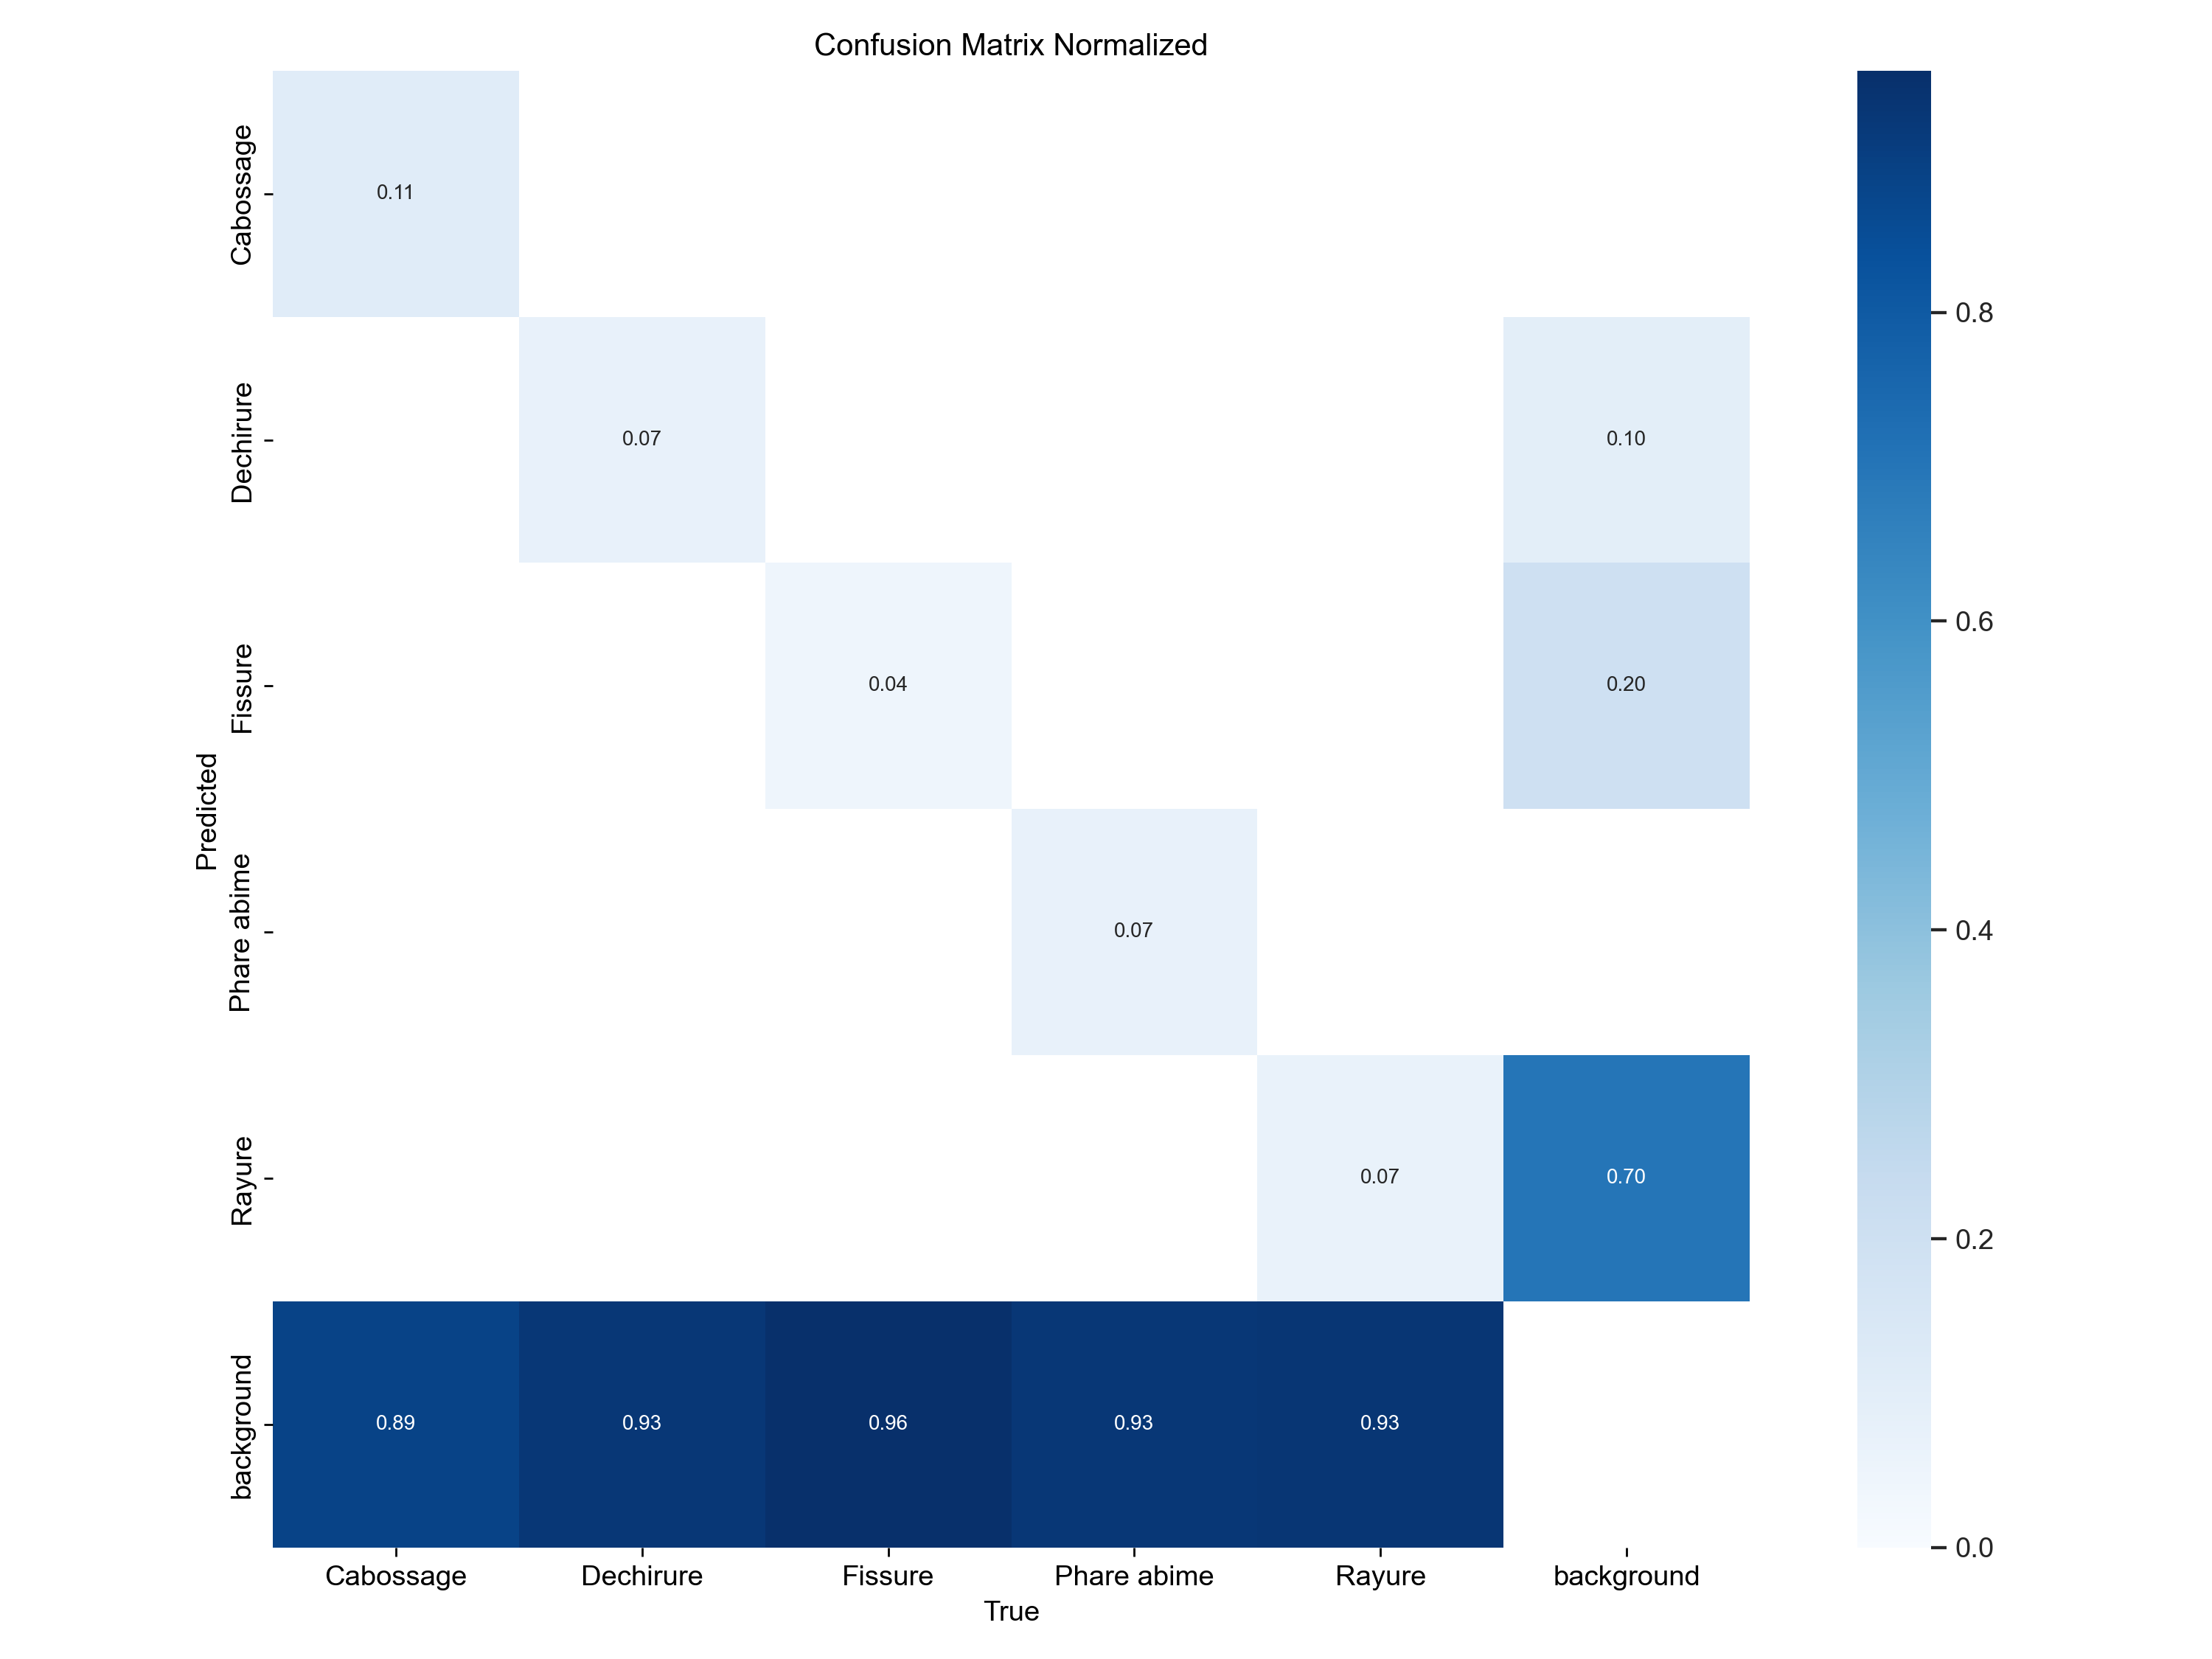 Confusion Matrix Normalized
Predicted
Cabossage
0.11
Dechirure
0.07
0.10
Fissure
0.04
0.20
Phare abime
0.07
Rayure
0.07
0.70
background
0.89
0.93
0.96
0.93
0.93
Cabossage
Dechirure
Fissure
Phare abime
Rayure
background
True
0.8
0.6
0.4
0.2
0.0